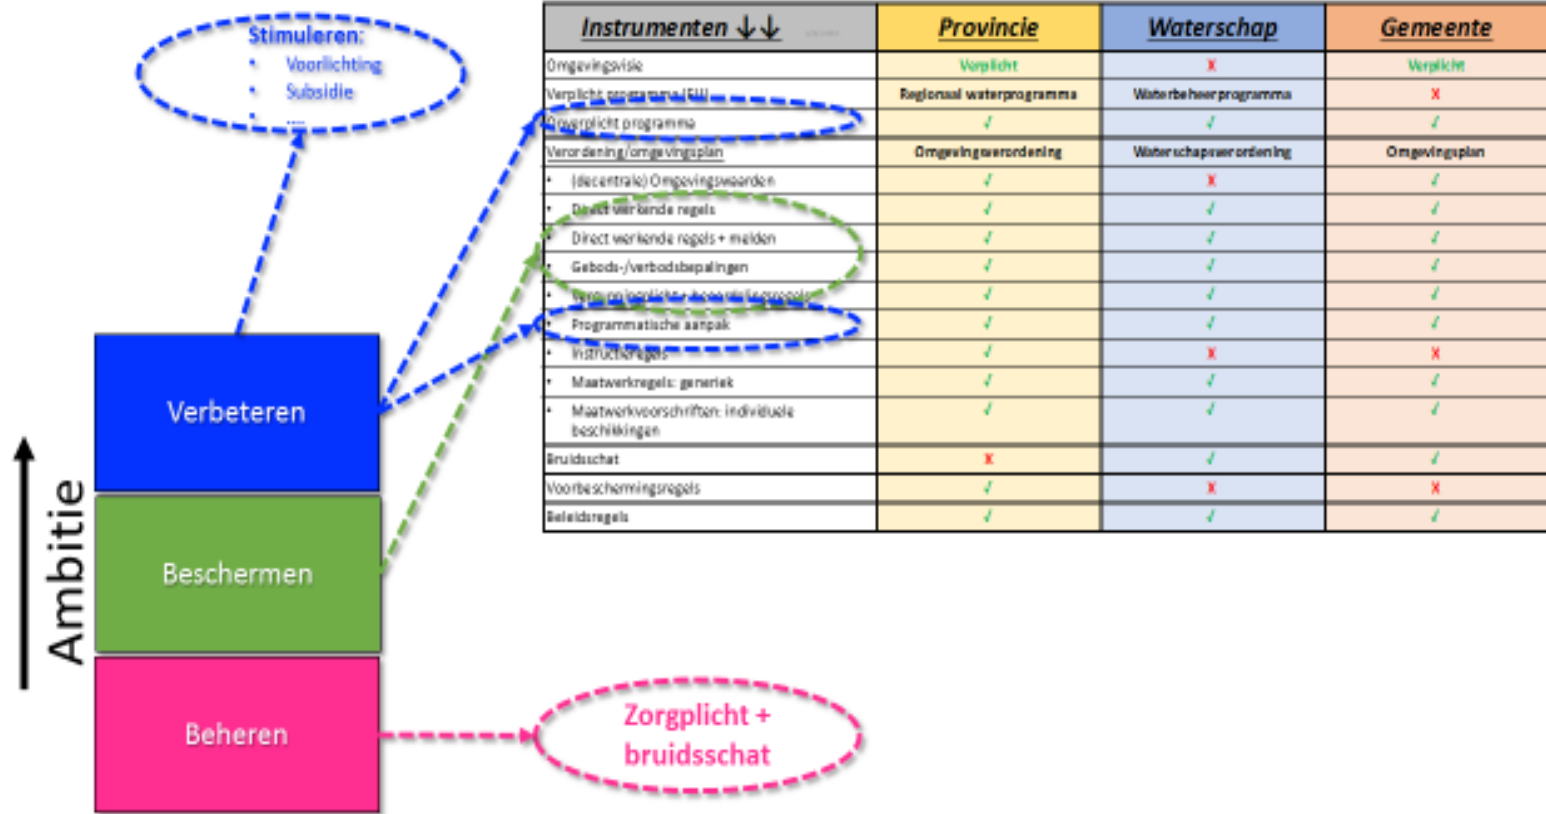 Stimuleren:
• Voorlichting
• Subsidie
• ....
Instrumenten ↓↓ Provincie Waterschap Gemeente
Omgevingsvisie Verplicht X Verplicht
Verplicht programma (EU) Regionaal waterprogramma Waterbeheerprogramma X
Onverplicht programma √ √ √
Verordening/omgevingsplan Omgevingsverordening Waterschapsverordening Omgevingsplan
• (decentrale) Omgevingswaarden √ X √
• Direct werkende regels √ √ √
• Direct werkende regels + melden √ √ √
• Gebods-/verbodsbepalingen √ √ √
• Vergunningplicht + beoordelingsregels √ √ √
• Programmatische aanpak √ √ √
• Instructieregels √ X X
• Maatwerkregels: generiek √ √ √
• Maatwerkvoorschriften: individuele √ √ √
beschikkingen
Bruidsschat X √ √
Voorbeschermingsregels √ X X
Beleidsregels √ √ √
Verbeteren
Beschermen
Beheren
Ambitie
Zorgplicht +
bruidsschat